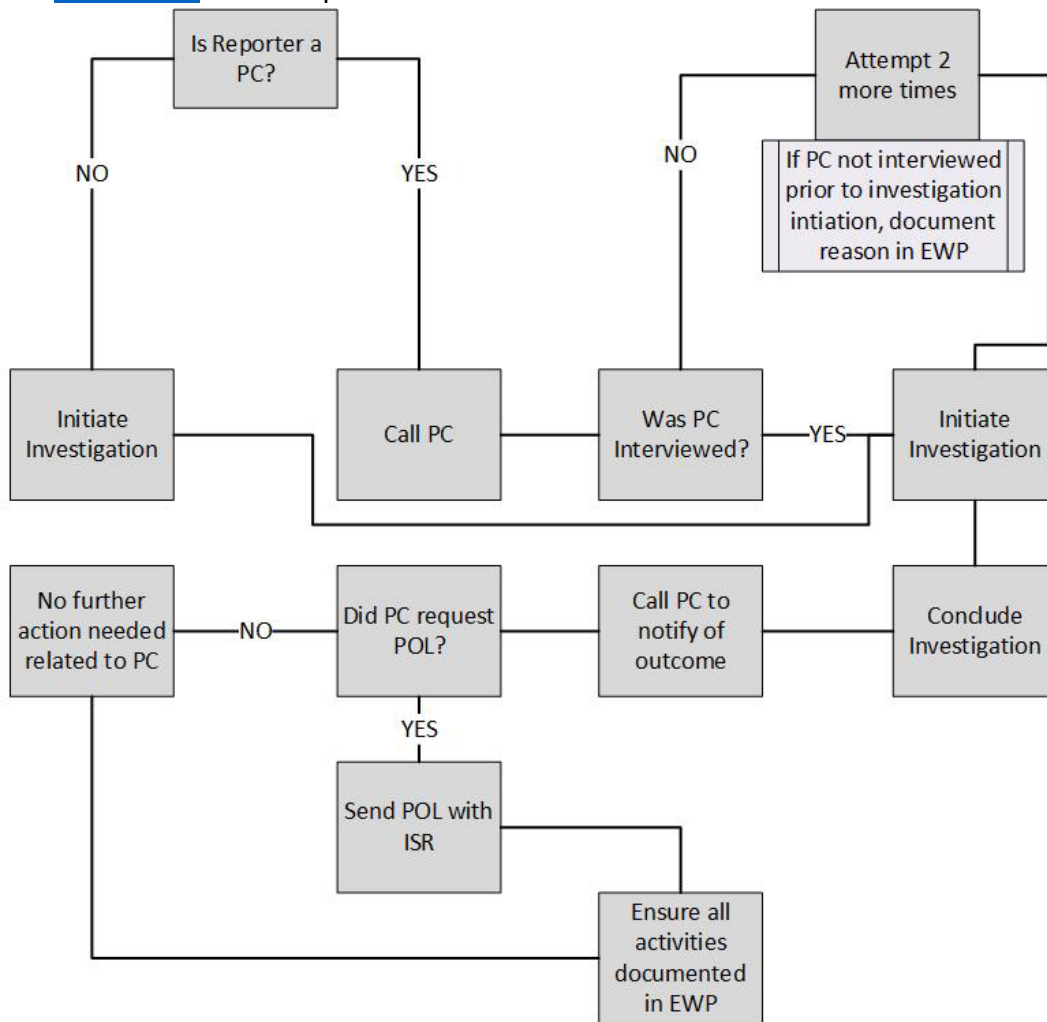 Is Reporter a
PC?
Attempt 2
more times
NO
YES
NO
If PC not interviewed
prior to investigation
intiation, document
reason in EWP
Initiate
Investigation
Call PC
Was PC
Interviewed?
YES
Initiate
Investigation
No further
action needed
related to PC
NO
Did PC request
POL?
Call PC to
notify of
outcome
Conclude
Investigation
YES
Send POL with
ISR
Ensure all
activities
documented
in EWP